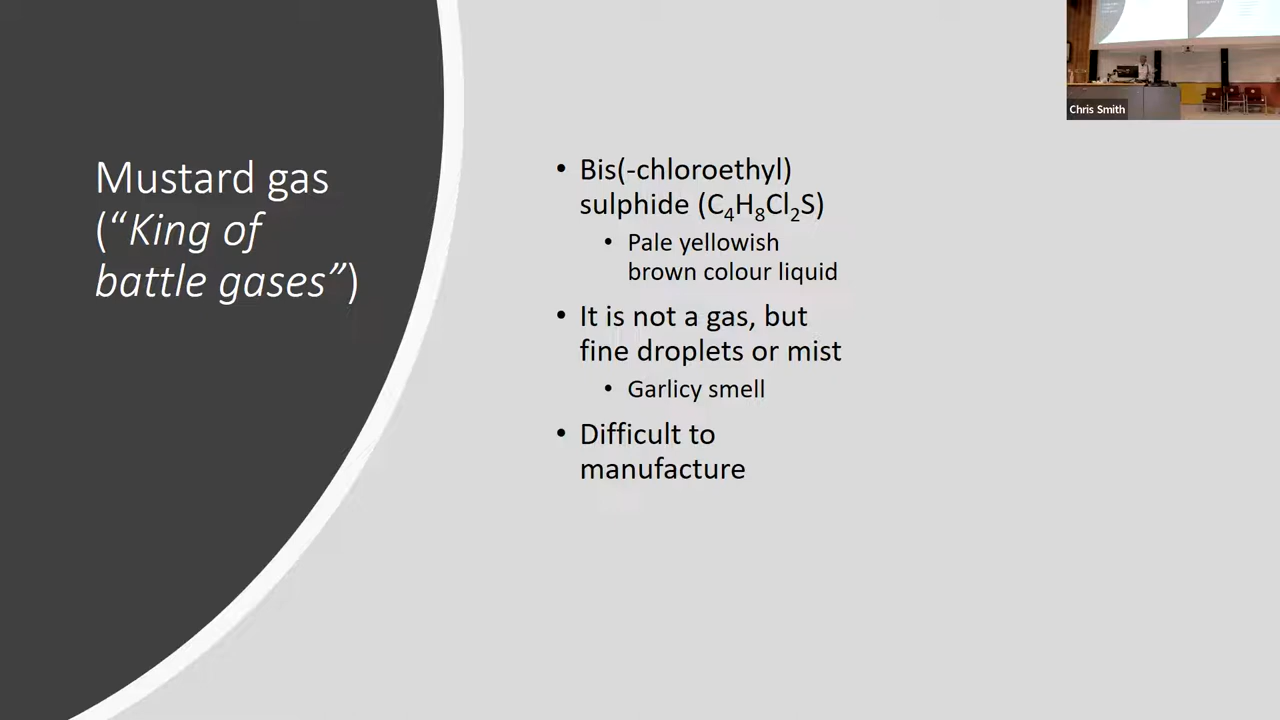 Mustard gas
(“King of
battle gases”)
Bis(-chloroethyl)
sulphide (C₄H₈Cl₂S)
• Pale yellowish
brown colour liquid
• It is not a gas, but
fine droplets or mist
• Garlicy smell
• Difficult to
manufacture
Chris Smith